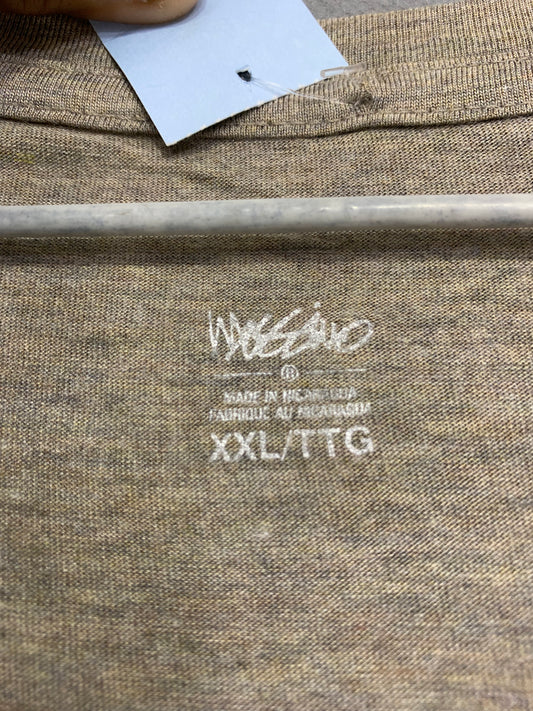 Mossimo
®
MADE IN NICARAGUA
FABRIQUE AU NICARAGUA
XXL/TTG